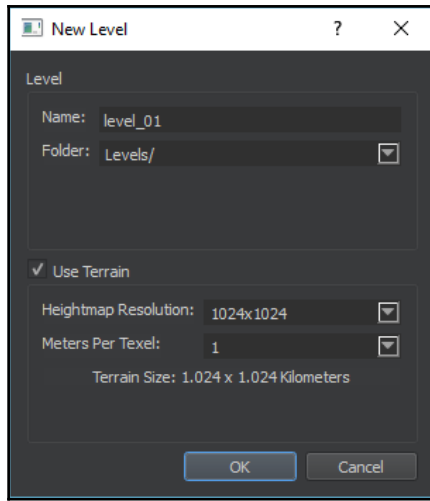 New Level ?
Level
Name: level_01
Folder: Levels/
Use Terrain
Heightmap Resolution: 1024x1024
Meters Per Texel: 1
Terrain Size: 1.024 x 1.024 Kilometers
OK Cancel